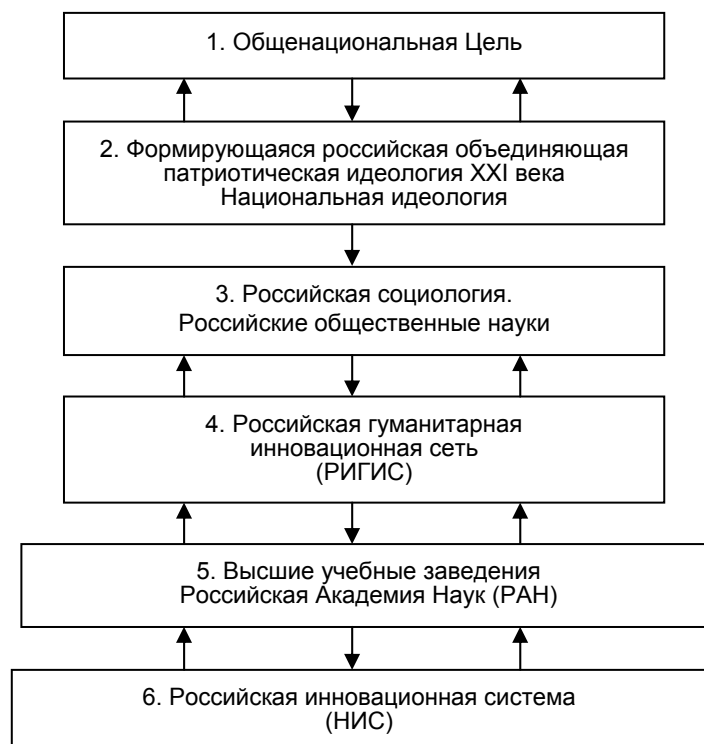 1. Общенациональная Цель
2. Формирующаяся российская объединяющая
патриотическая идеология XXI века
Национальная идеология
3. Российская социология.
Российские общественные науки
4. Российская гуманитарная
инновационная сеть
(РИГИС)
5. Высшие учебные заведения
Российская Академия Наук (РАН)
6. Российская инновационная система
(НИС)